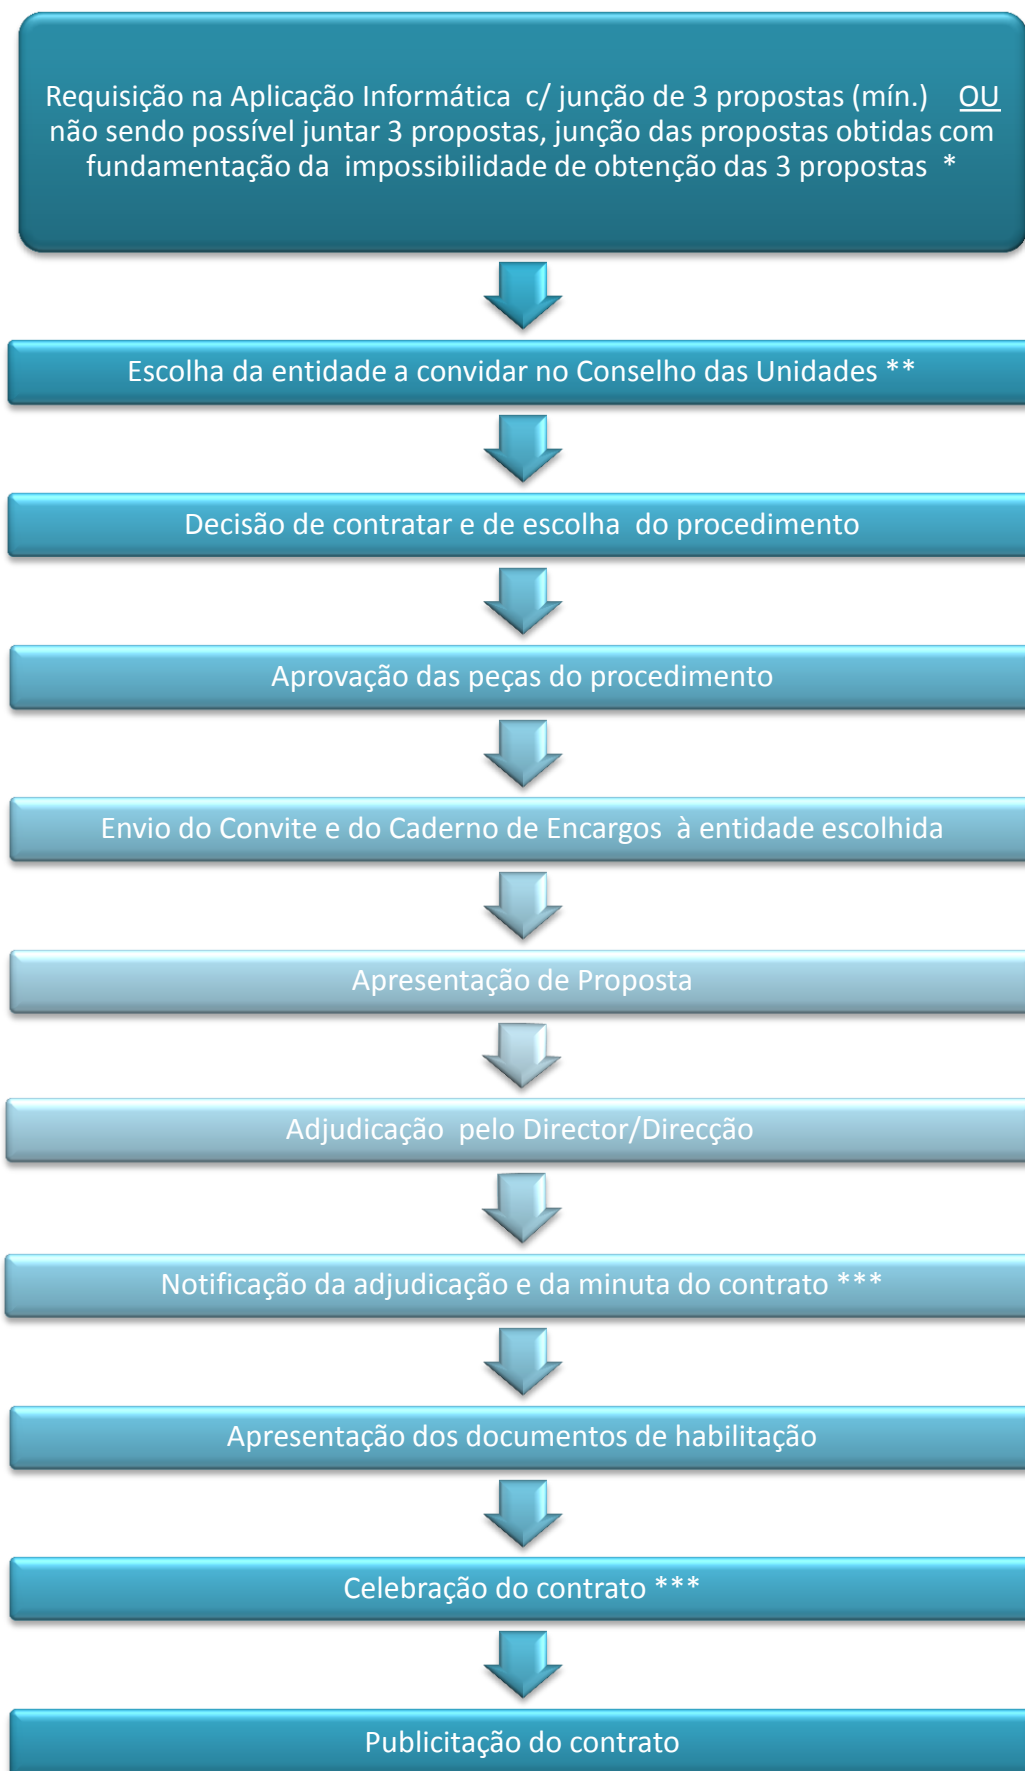 Requisição na Aplicação Informática c/ junção de 3 propostas (mín.) OU
não sendo possível juntar 3 propostas, junção das propostas obtidas com
fundamentação da impossibilidade de obtenção das 3 propostas *
Escolha da entidade a convidar no Conselho das Unidades **
Decisão de contratar e de escolha do procedimento
Aprovação das peças do procedimento
Envio do Convite e do Caderno de Encargos à entidade escolhida
Apresentação de Proposta
Adjudicação pelo Director/Direcção
Notificação da adjudicação e da minuta do contrato ***
Apresentação dos documentos de habilitação
Celebração do contrato ***
Publicitação do contrato